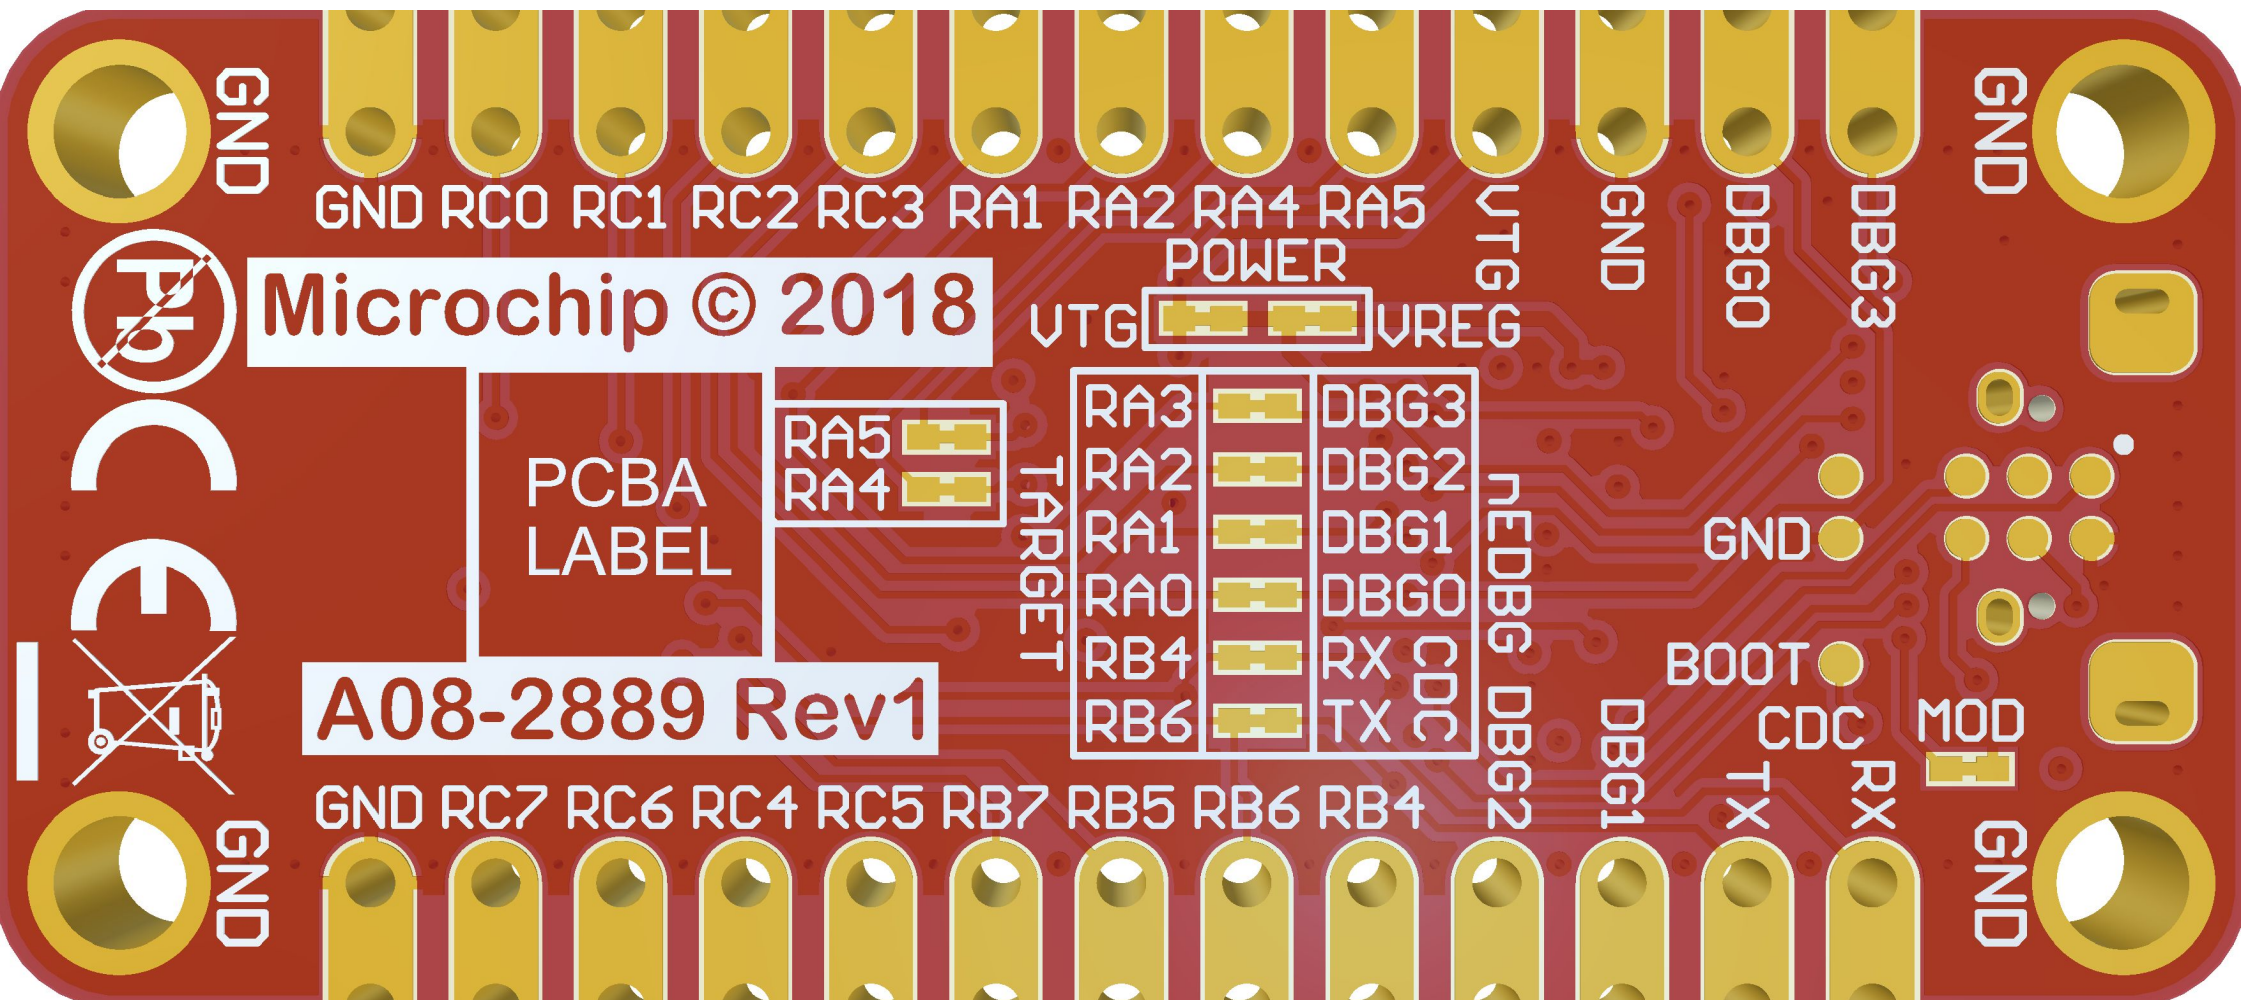 GND
GND RC0 RC1 RC2 RC3 RA1 RA2 RA4 RA5 VTG GND DBG0 DBG3
GND
Pb
Microchip © 2018
POWER
VTG VREG
CE
PCBA
LABEL
RA5
RA4
TARGET
RA3 DBG3
RA2 DBG2
RA1 DBG1
RA0 DBG0
RB4 RX
RB6 TX
CDC
nEDBG
GND
BOOT
A08-2889 Rev1
CDC
MOD
GND
GND RC7 RC6 RC4 RC5 RB7 RB5 RB6 RB4 DBG2 DBG1 TX RX
GND